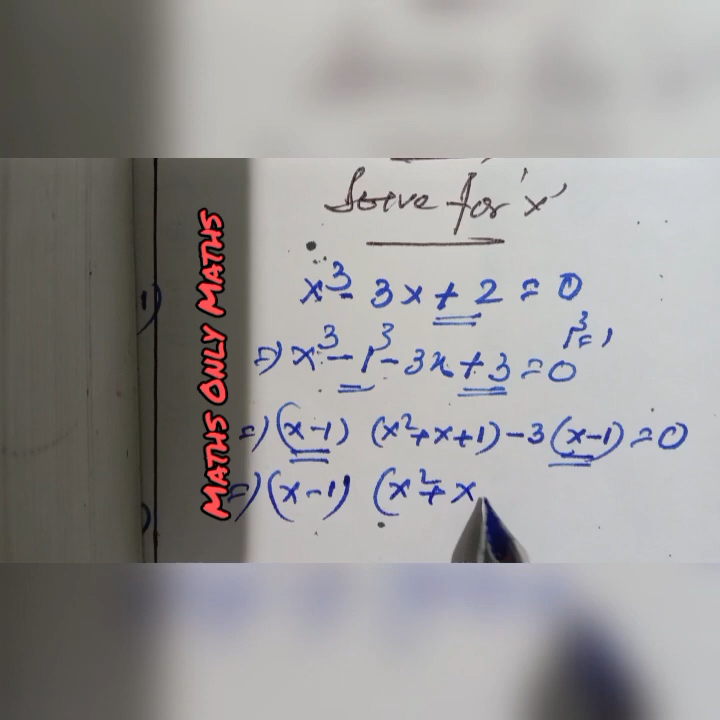 Solve for 'x'
1)
x³ - 3x + 2 = 0
1³ = 1
=> x³ - 1³ - 3x + 3 = 0
=> (x-1) (x²+x+1) - 3(x-1) = 0
=> (x-1) (x²+x
MATHS ONLY MATHS